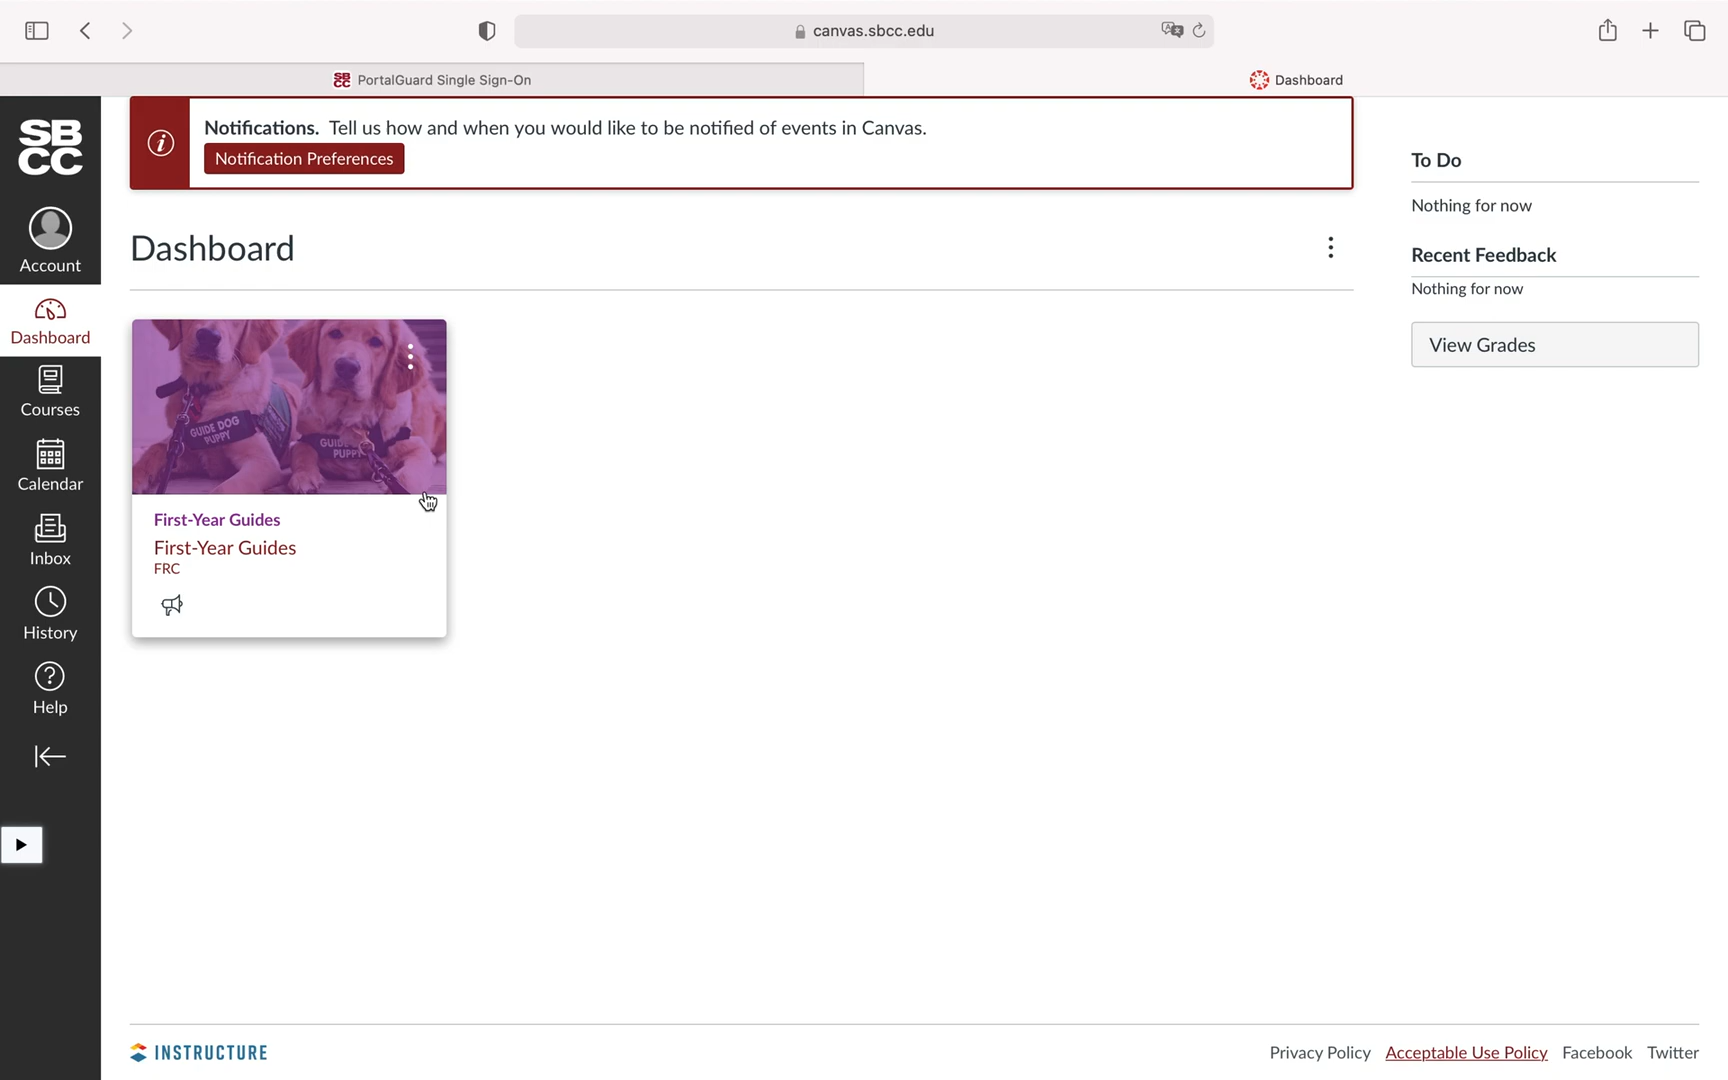 canvas.sbcc.edu
SBCC PortalGuard Single Sign-On
Dashboard
SB
CC
Account
Dashboard
Courses
Calendar
Inbox
History
Help
Notifications. Tell us how and when you would like to be notified of events in Canvas.
Notification Preferences
Dashboard
GUIDE DOG
PUPPY
GUIDE
PUPPY
First-Year Guides
First-Year Guides
FRC
To Do
Nothing for now
Recent Feedback
Nothing for now
View Grades
INSTRUCTURE
Privacy Policy Acceptable Use Policy Facebook Twitter